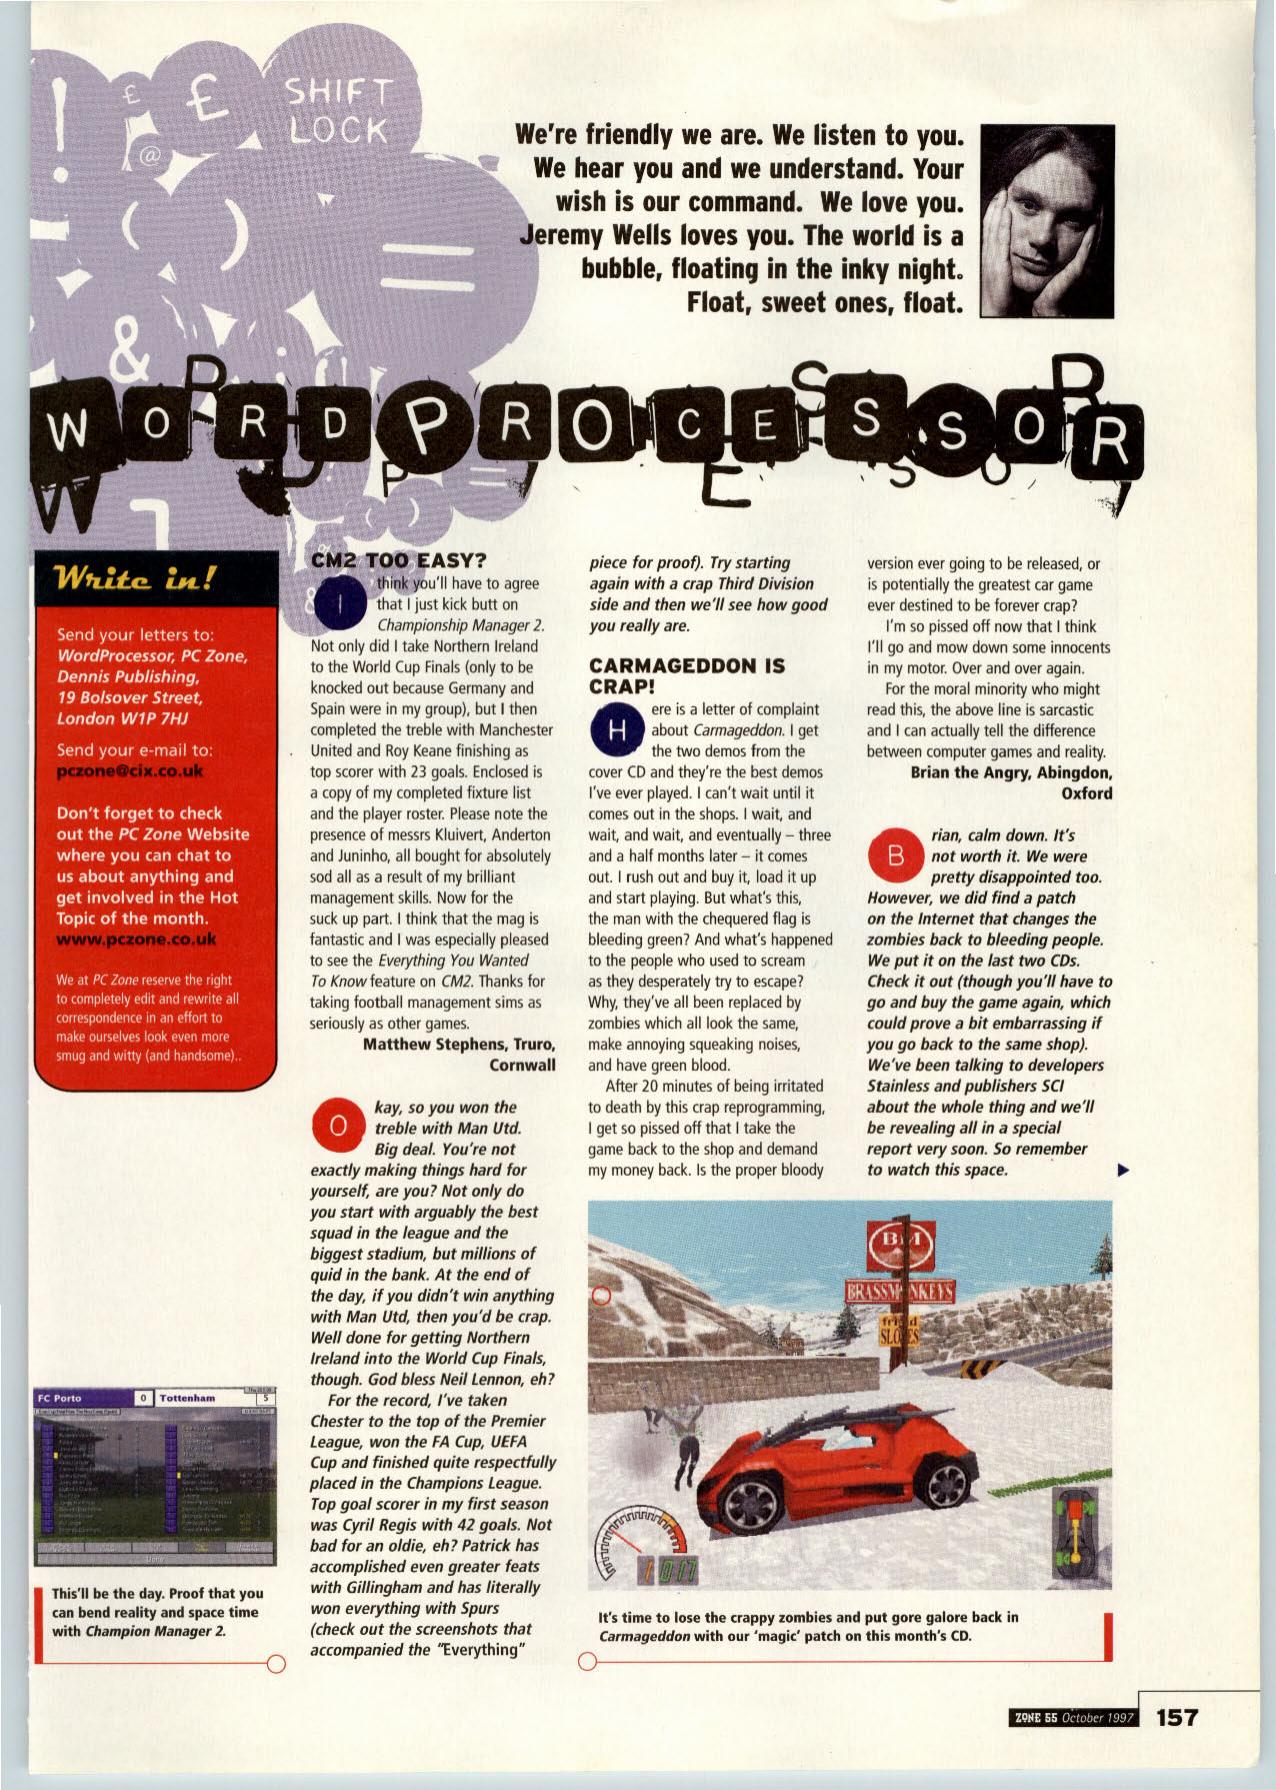 SHIFT
LOCK
We're friendly we are. We listen to you.
We hear you and we understand. Your
wish is our command. We love you.
Jeremy Wells loves you. The world is a
bubble, floating in the inky night.
Float, sweet ones, float.
WORDPROCESSOR
Write in!
Send your letters to:
WordProcessor, PC Zone,
Dennis Publishing,
19 Bolsover Street,
London W1P 7HJ
Send your e-mail to:
pczone@cix.co.uk
Don't forget to check
out the PC Zone Website
where you can chat to
us about anything and
get involved in the Hot
Topic of the month.
www.pczone.co.uk
We at PC Zone reserve the right
to completely edit and rewrite all
correspondence in an effort to
make ourselves look even more
smug and witty (and handsome)..
CM2 TOO EASY?
I think you'll have to agree
that I just kick butt on
Championship Manager 2.
Not only did I take Northern Ireland
to the World Cup Finals (only to be
knocked out because Germany and
Spain were in my group), but I then
completed the treble with Manchester
United and Roy Keane finishing as
top scorer with 23 goals. Enclosed is
a copy of my completed fixture list
and the player roster. Please note the
presence of messrs Kluivert, Anderton
and Juninho, all bought for absolutely
sod all as a result of my brilliant
management skills. Now for the
suck up part. I think that the mag is
fantastic and I was especially pleased
to see the Everything You Wanted
To Know feature on CM2. Thanks for
taking football management sims as
seriously as other games.
Matthew Stephens, Truro,
Cornwall
Okay, so you won the
treble with Man Utd.
Big deal. You're not
exactly making things hard for
yourself, are you? Not only do
you start with arguably the best
squad in the league and the
biggest stadium, but millions of
quid in the bank. At the end of
the day, if you didn't win anything
with Man Utd, then you'd be crap.
Well done for getting Northern
Ireland into the World Cup Finals,
though. God bless Neil Lennon, eh?
For the record, I've taken
Chester to the top of the Premier
League, won the FA Cup, UEFA
Cup and finished quite respectfully
placed in the Champions League.
Top goal scorer in my first season
was Cyril Regis with 42 goals. Not
bad for an oldie, eh? Patrick has
accomplished even greater feats
with Gillingham and has literally
won everything with Spurs
(check out the screenshots that
accompanied the "Everything"
piece for proof). Try starting
again with a crap Third Division
side and then we'll see how good
you really are.
CARMAGEDDON IS
CRAP!
Here is a letter of complaint
about Carmageddon. I get
the two demos from the
cover CD and they're the best demos
I've ever played. I can't wait until it
comes out in the shops. I wait, and
wait, and wait, and eventually – three
and a half months later – it comes
out. I rush out and buy it, load it up
and start playing. But what's this,
the man with the chequered flag is
bleeding green? And what's happened
to the people who used to scream
as they desperately try to escape?
Why, they've all been replaced by
zombies which all look the same,
make annoying squeaking noises,
and have green blood.
After 20 minutes of being irritated
to death by this crap reprogramming,
I get so pissed off that I take the
game back to the shop and demand
my money back. Is the proper bloody
version ever going to be released, or
is potentially the greatest car game
ever destined to be forever crap?
I'm so pissed off now that I think
I'll go and mow down some innocents
in my motor. Over and over again.
For the moral minority who might
read this, the above line is sarcastic
and I can actually tell the difference
between computer games and reality.
Brian the Angry, Abingdon,
Oxford
Brian, calm down. It's
not worth it. We were
pretty disappointed too.
However, we did find a patch
on the Internet that changes the
zombies back to bleeding people.
We put it on the last two CDs.
Check it out (though you'll have to
go and buy the game again, which
could prove a bit embarrassing if
you go back to the same shop).
We've been talking to developers
Stainless and publishers SCI
about the whole thing and we'll
be revealing all in a special
report very soon. So remember
to watch this space.
FC Porto 0 Tottenham 5
Done
This'll be the day. Proof that you
can bend reality and space time
with Champion Manager 2.
BM
BRASSMONKEYS
It's time to lose the crappy zombies and put gore galore back in
Carmageddon with our 'magic' patch on this month's CD.
ZONE 55 October 1997 157